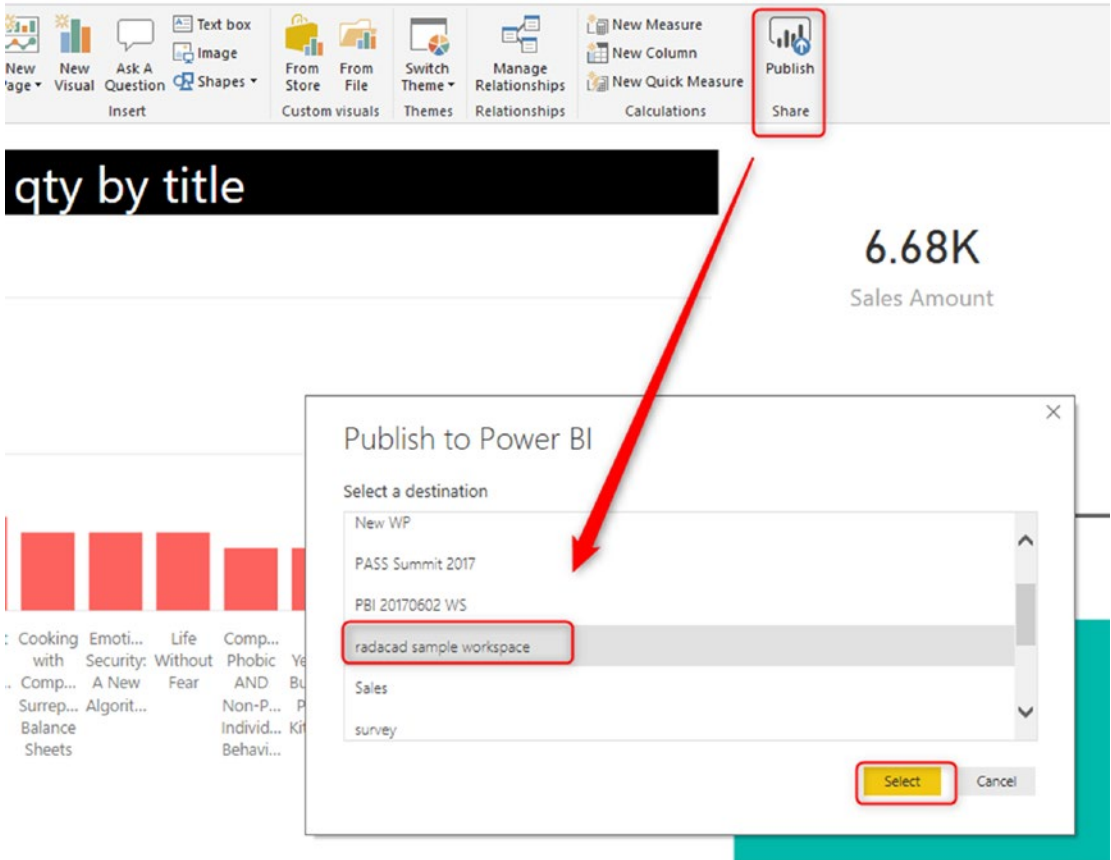 New
Page
New
Visual
Ask A
Question
Text box
Image
Shapes
Insert
From
Store
From
File
Custom visuals
Switch
Theme
Themes
Manage
Relationships
Relationships
New Measure
New Column
New Quick Measure
Calculations
Publish
Share
qty by title
6.68K
Sales Amount
Publish to Power BI
Select a destination
New WP
PASS Summit 2017
PBI 20170602 WS
radacad sample workspace
Sales
survey
Select
Cancel
Cooking
with
Comp...
Surrep...
Balance
Sheets
Emoti...
Security:
A New
Algorit...
Life
Without
Fear
Comp...
Phobic
AND
Non-P...
Individ...
Behavi...